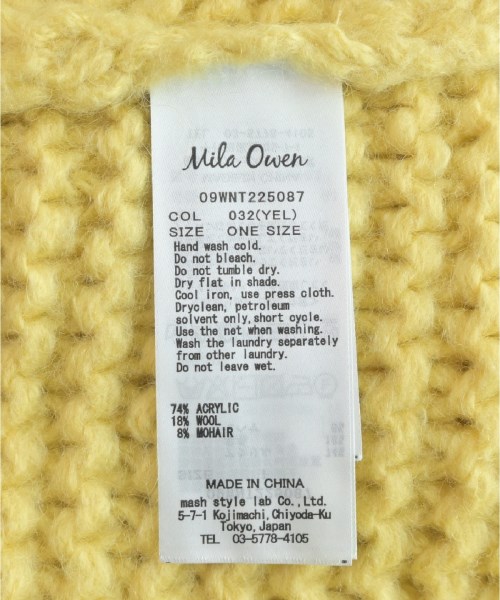 Mila Owen
09WNT225087
COL 032(YEL)
SIZE ONE SIZE
Hand wash cold.
Do not bleach.
Do not tumble dry.
Dry flat in shade.
Cool iron, use press cloth.
Dryclean, petroleum
solvent only,short cycle.
Use the net when washing.
Wash the laundry separately
from other laundry.
Do not leave wet.
74% ACRYLIC
18% WOOL
8% MOHAIR
MADE IN CHINA
mash style lab Co.,Ltd.
5-7-1 Kojimachi,Chiyoda-Ku
Tokyo,Japan
TEL 03-5778-4105